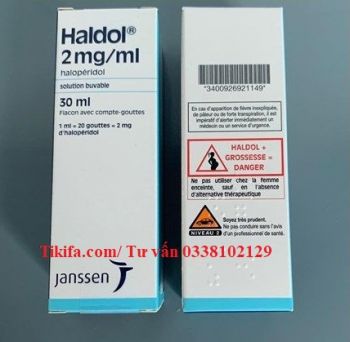 Haldol®
2 mg/ml
halopéridol
solution buvable
30 ml
Flacon avec compte-gouttes
1 ml = 20 gouttes = 2 mg
d'halopéridol
janssen
*3400926921149*
En cas d'apparition de fièvre inexpliquée,
de pâleur ou de forte transpiration, il est
impératif d'alerter immédiatement un
médecin ou un service d'urgence.
HALDOL +
GROSSESSE =
DANGER
Ne pas utiliser chez la femme
enceinte, sauf en l'absence
d'alternative thérapeutique
Soyez très prudent.
Ne pas conduire sans l'avis
d'un professionnel de santé.
NIVEAU 2
Tikifa.com/ Tư vấn 0338102129